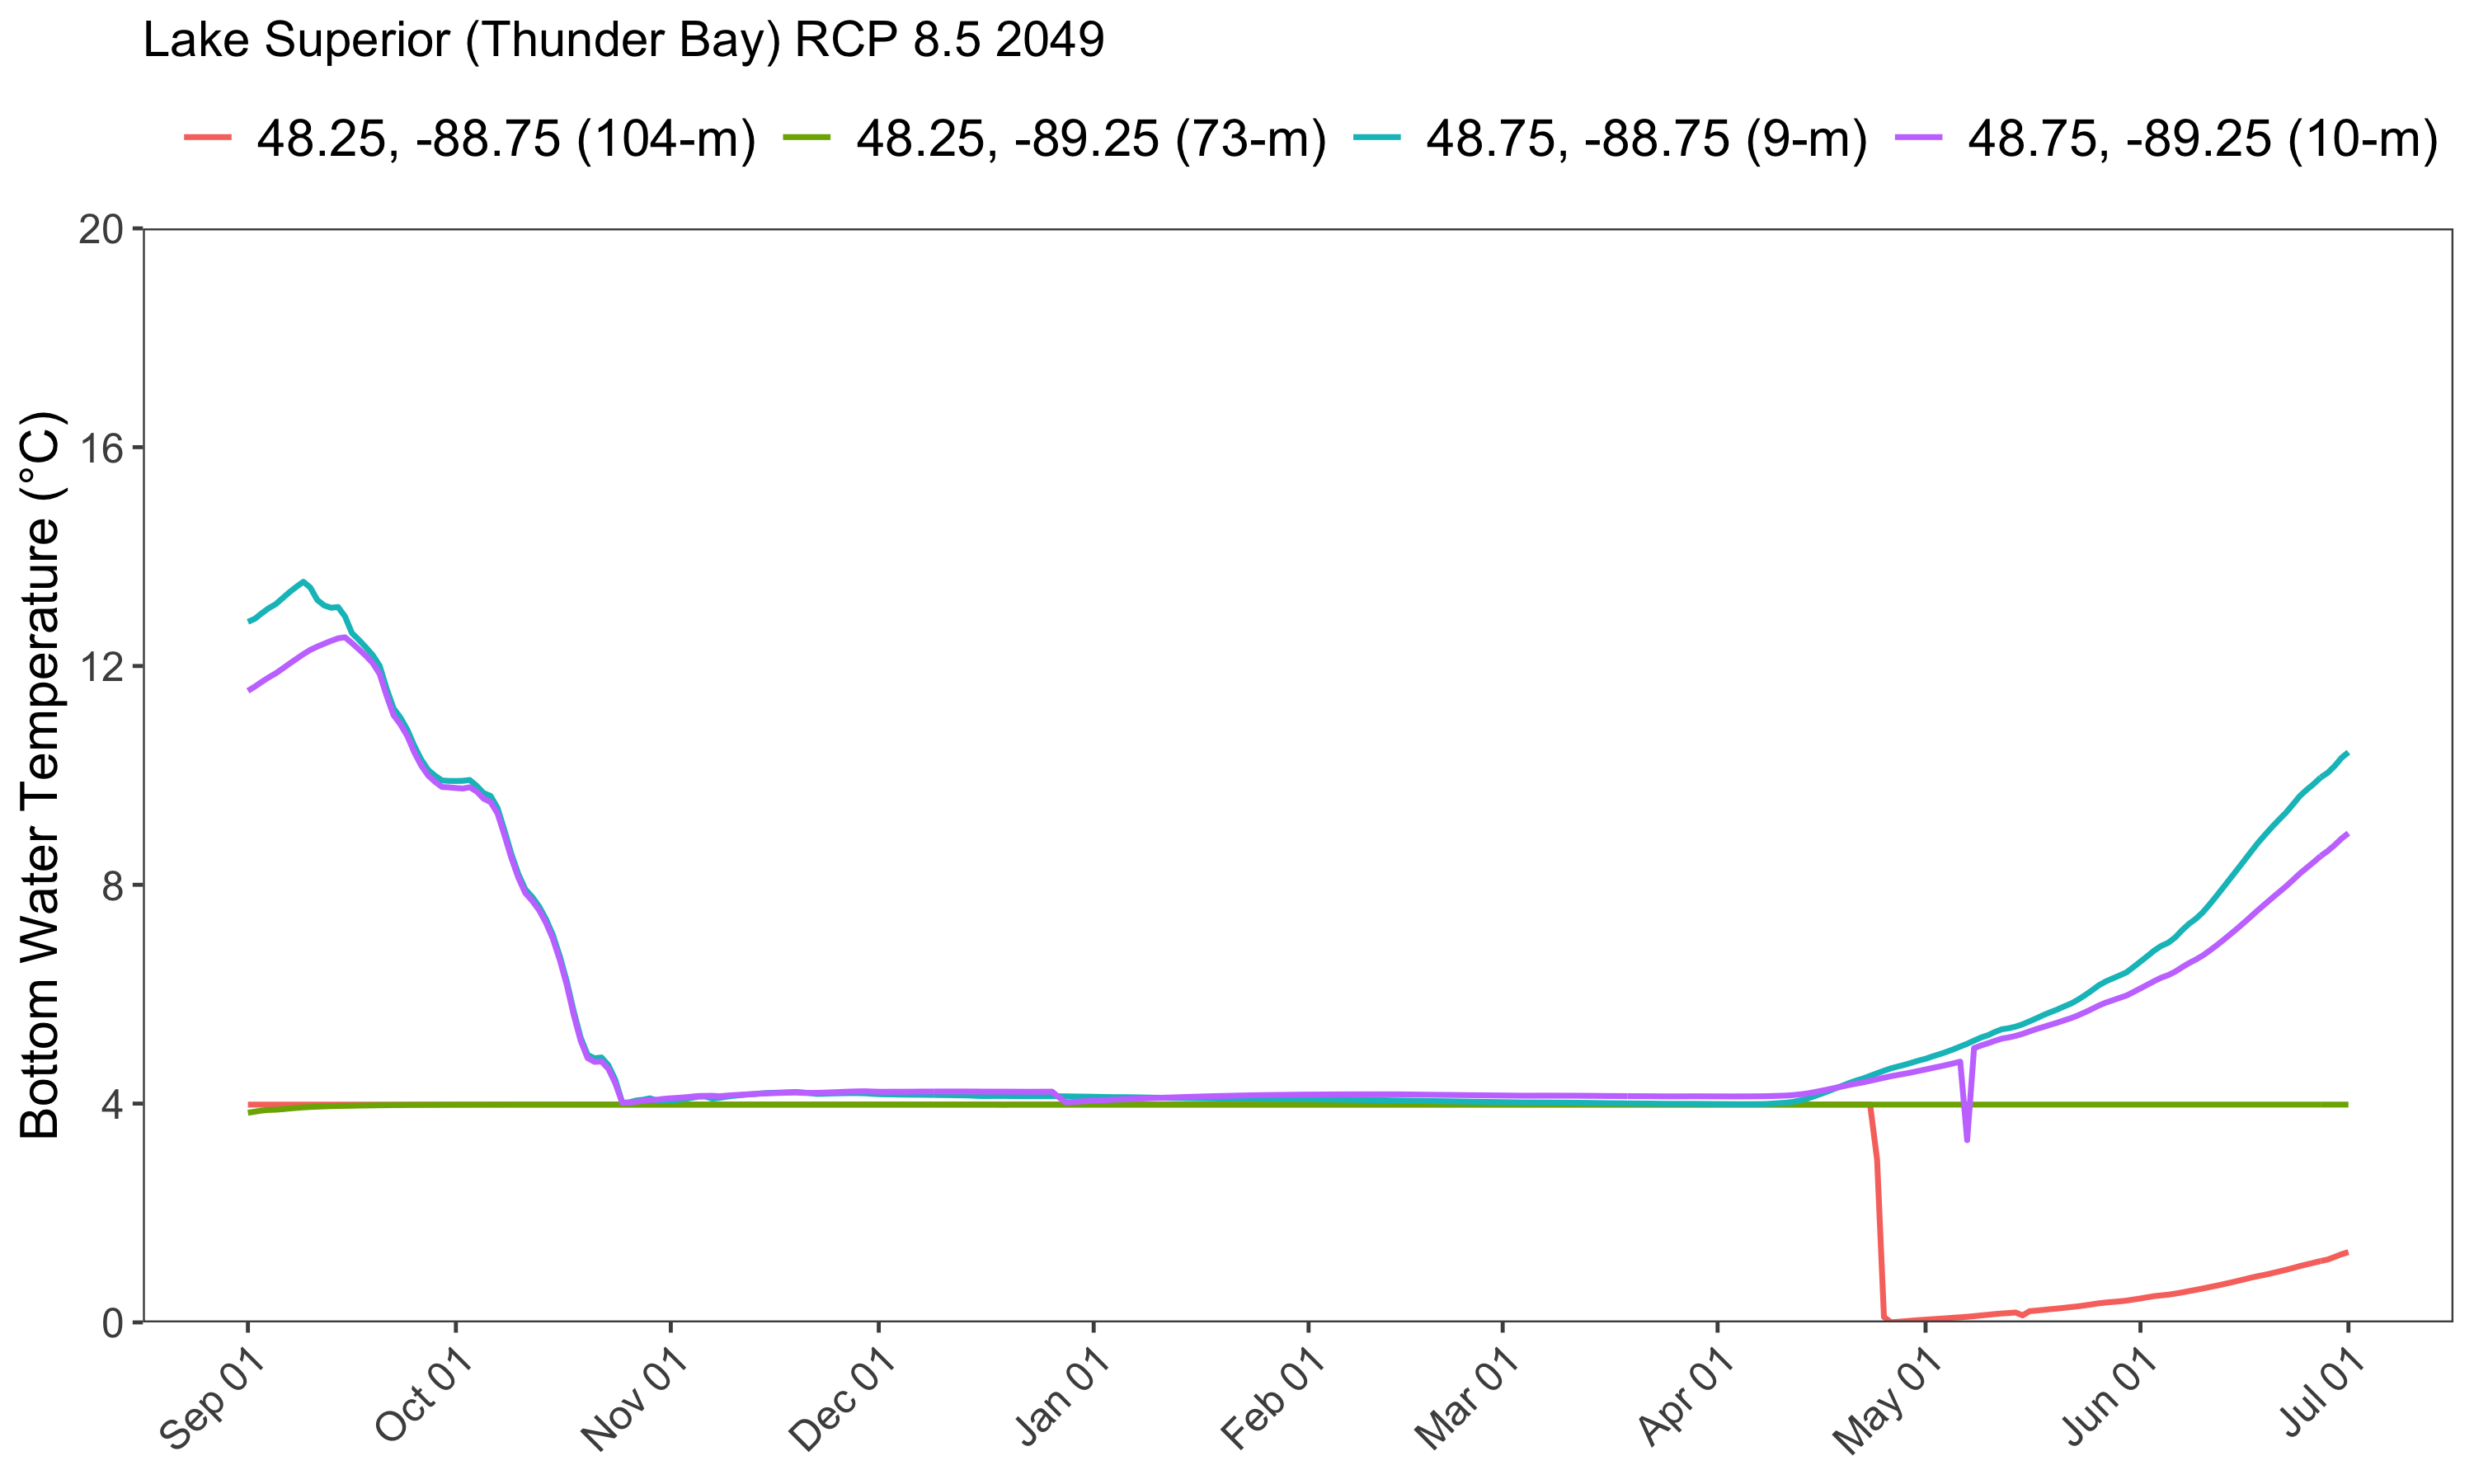 Lake Superior (Thunder Bay) RCP 8.5 2049
48.25, -88.75 (104-m) 48.25, -89.25 (73-m) 48.75, -88.75 (9-m) 48.75, -89.25 (10-m)
Bottom Water Temperature (°C)
20
16
12
8
4
0
Sep 01 Oct 01 Nov 01 Dec 01 Jan 01 Feb 01 Mar 01 Apr 01 May 01 Jun 01 Jul 01